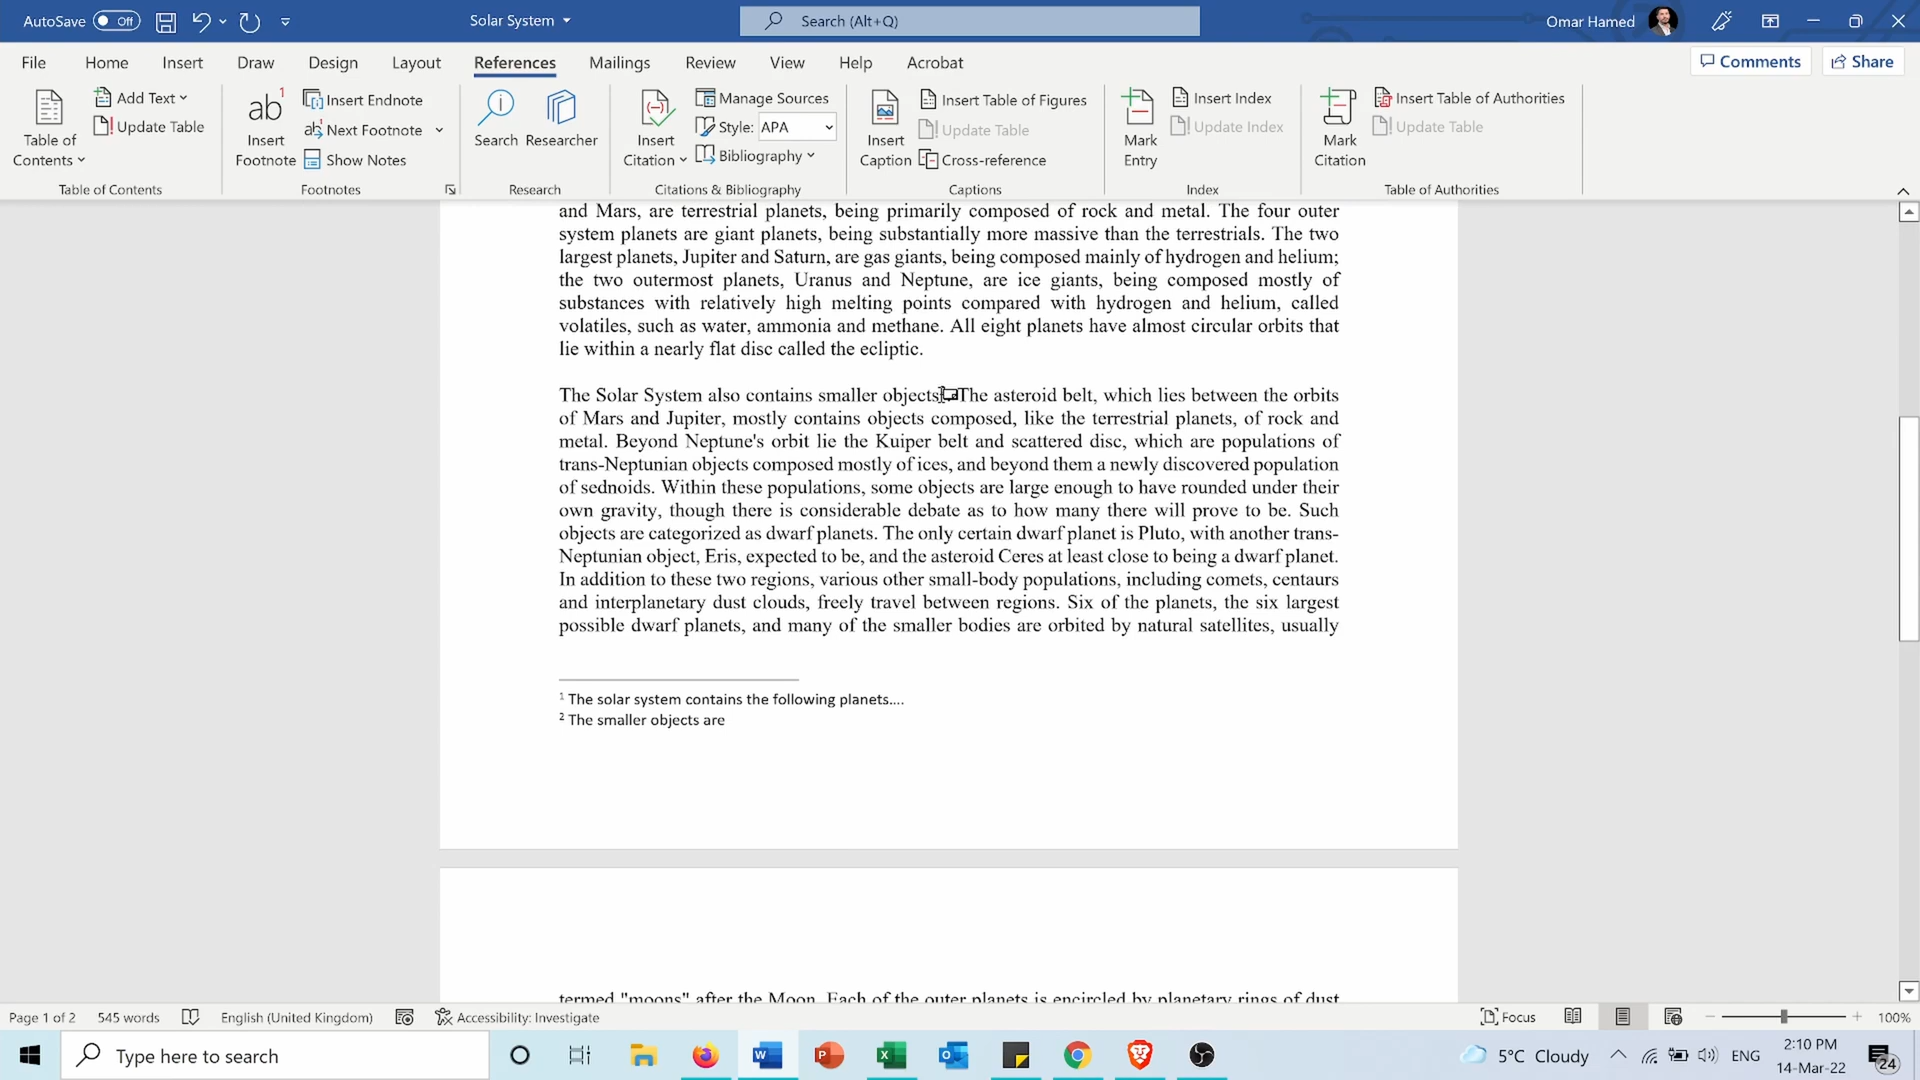 AutoSave Off Solar System Search (Alt+Q) Omar Hamed
File Home Insert Draw Design Layout References Mailings Review View Help Acrobat Comments Share
Table of Contents
Add Text
Update Table
Table of Contents
ab1 Insert Footnote
Insert Endnote
Next Footnote
Show Notes
Footnotes
Search
Researcher
Research
Insert Citation
Manage Sources
Style: APA
Bibliography
Citations & Bibliography
Insert Caption
Insert Table of Figures
Update Table
Cross-reference
Captions
Mark Entry
Insert Index
Update Index
Index
Mark Citation
Insert Table of Authorities
Update Table
Table of Authorities
and Mars, are terrestrial planets, being primarily composed of rock and metal. The four outer
system planets are giant planets, being substantially more massive than the terrestrials. The two
largest planets, Jupiter and Saturn, are gas giants, being composed mainly of hydrogen and helium;
the two outermost planets, Uranus and Neptune, are ice giants, being composed mostly of
substances with relatively high melting points compared with hydrogen and helium, called
volatiles, such as water, ammonia and methane. All eight planets have almost circular orbits that
lie within a nearly flat disc called the ecliptic.
The Solar System also contains smaller objects The asteroid belt, which lies between the orbits
of Mars and Jupiter, mostly contains objects composed, like the terrestrial planets, of rock and
metal. Beyond Neptune's orbit lie the Kuiper belt and scattered disc, which are populations of
trans-Neptunian objects composed mostly of ices, and beyond them a newly discovered population
of sednoids. Within these populations, some objects are large enough to have rounded under their
own gravity, though there is considerable debate as to how many there will prove to be. Such
objects are categorized as dwarf planets. The only certain dwarf planet is Pluto, with another trans-
Neptunian object, Eris, expected to be, and the asteroid Ceres at least close to being a dwarf planet.
In addition to these two regions, various other small-body populations, including comets, centaurs
and interplanetary dust clouds, freely travel between regions. Six of the planets, the six largest
possible dwarf planets, and many of the smaller bodies are orbited by natural satellites, usually
1 The solar system contains the following planets....
2 The smaller objects are
termed "moons" after the Moon. Each of the outer planets is encircled by planetary rings of dust
Page 1 of 2 545 words English (United Kingdom) Accessibility: Investigate Focus 100%
Type here to search 5°C Cloudy ENG 2:10 PM
14-Mar-22 24